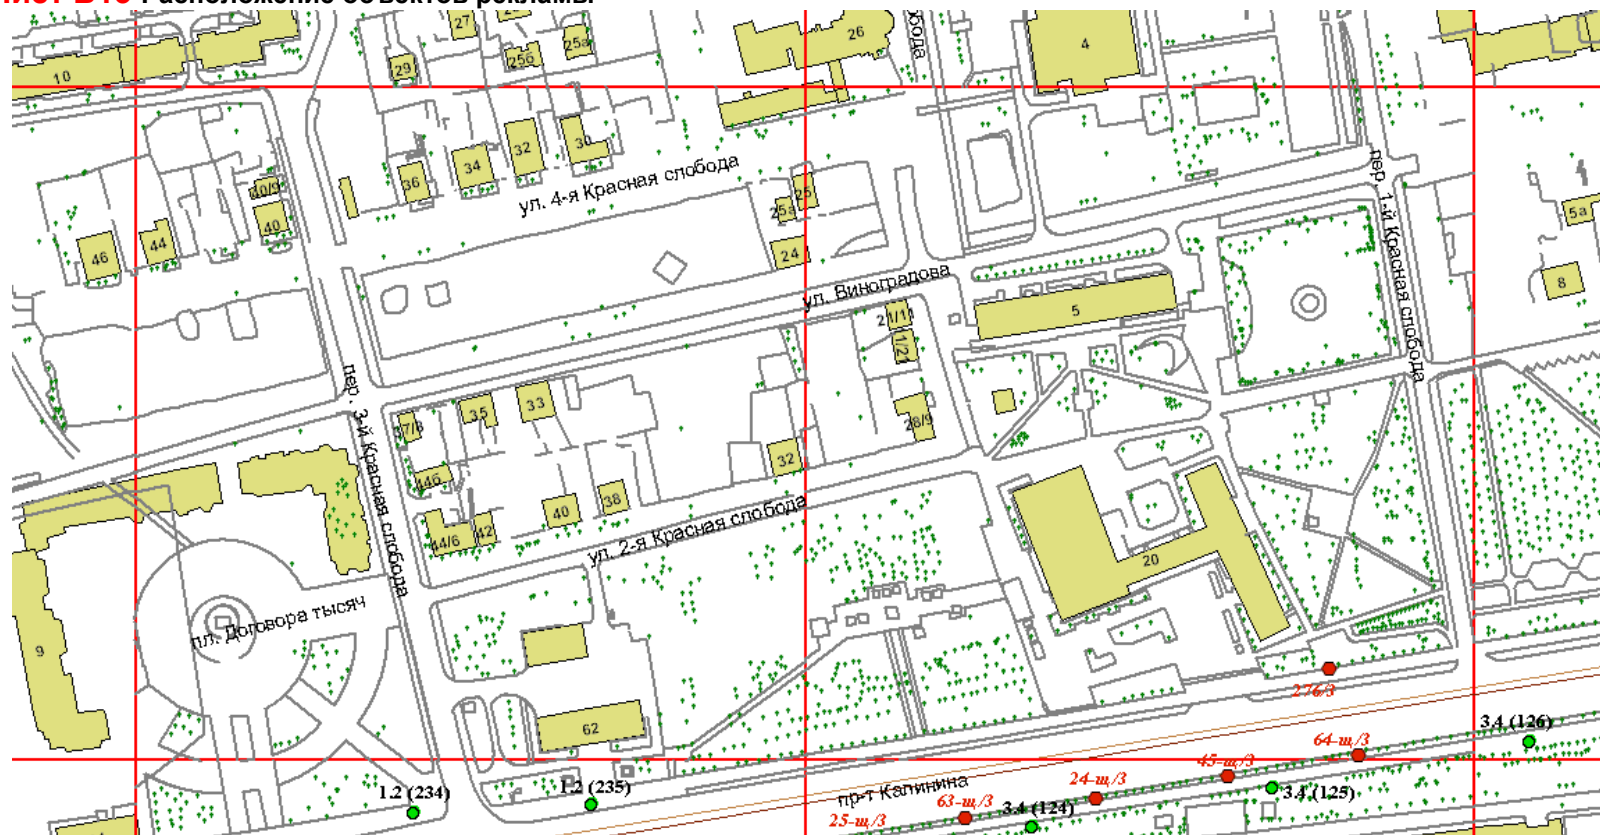 Расположение объектов рекламы
10
27
29
25б
25а
26
4
36
34
32
30
40/9
40
44
46
ул. 4-я Красная слобода
25
25а
24
пер. 1-й Красная слобода
5а
8
ул. Виноградова
5
21/11
1/21
28/9
пер. 3-й Красная слобода
37/8
35
33
44б
44/6
42
40
38
32
ул. 2-я Красная слобода
20
9
пл. Договора тысяч
62
276/3
3.4 (126)
64-щ/3
45-щ/3
24-щ/3
3.4 (125)
1.2 (234)
1.2 (235)
пр-т Калинина
63-щ/3
25-щ/3
3.4 (124)